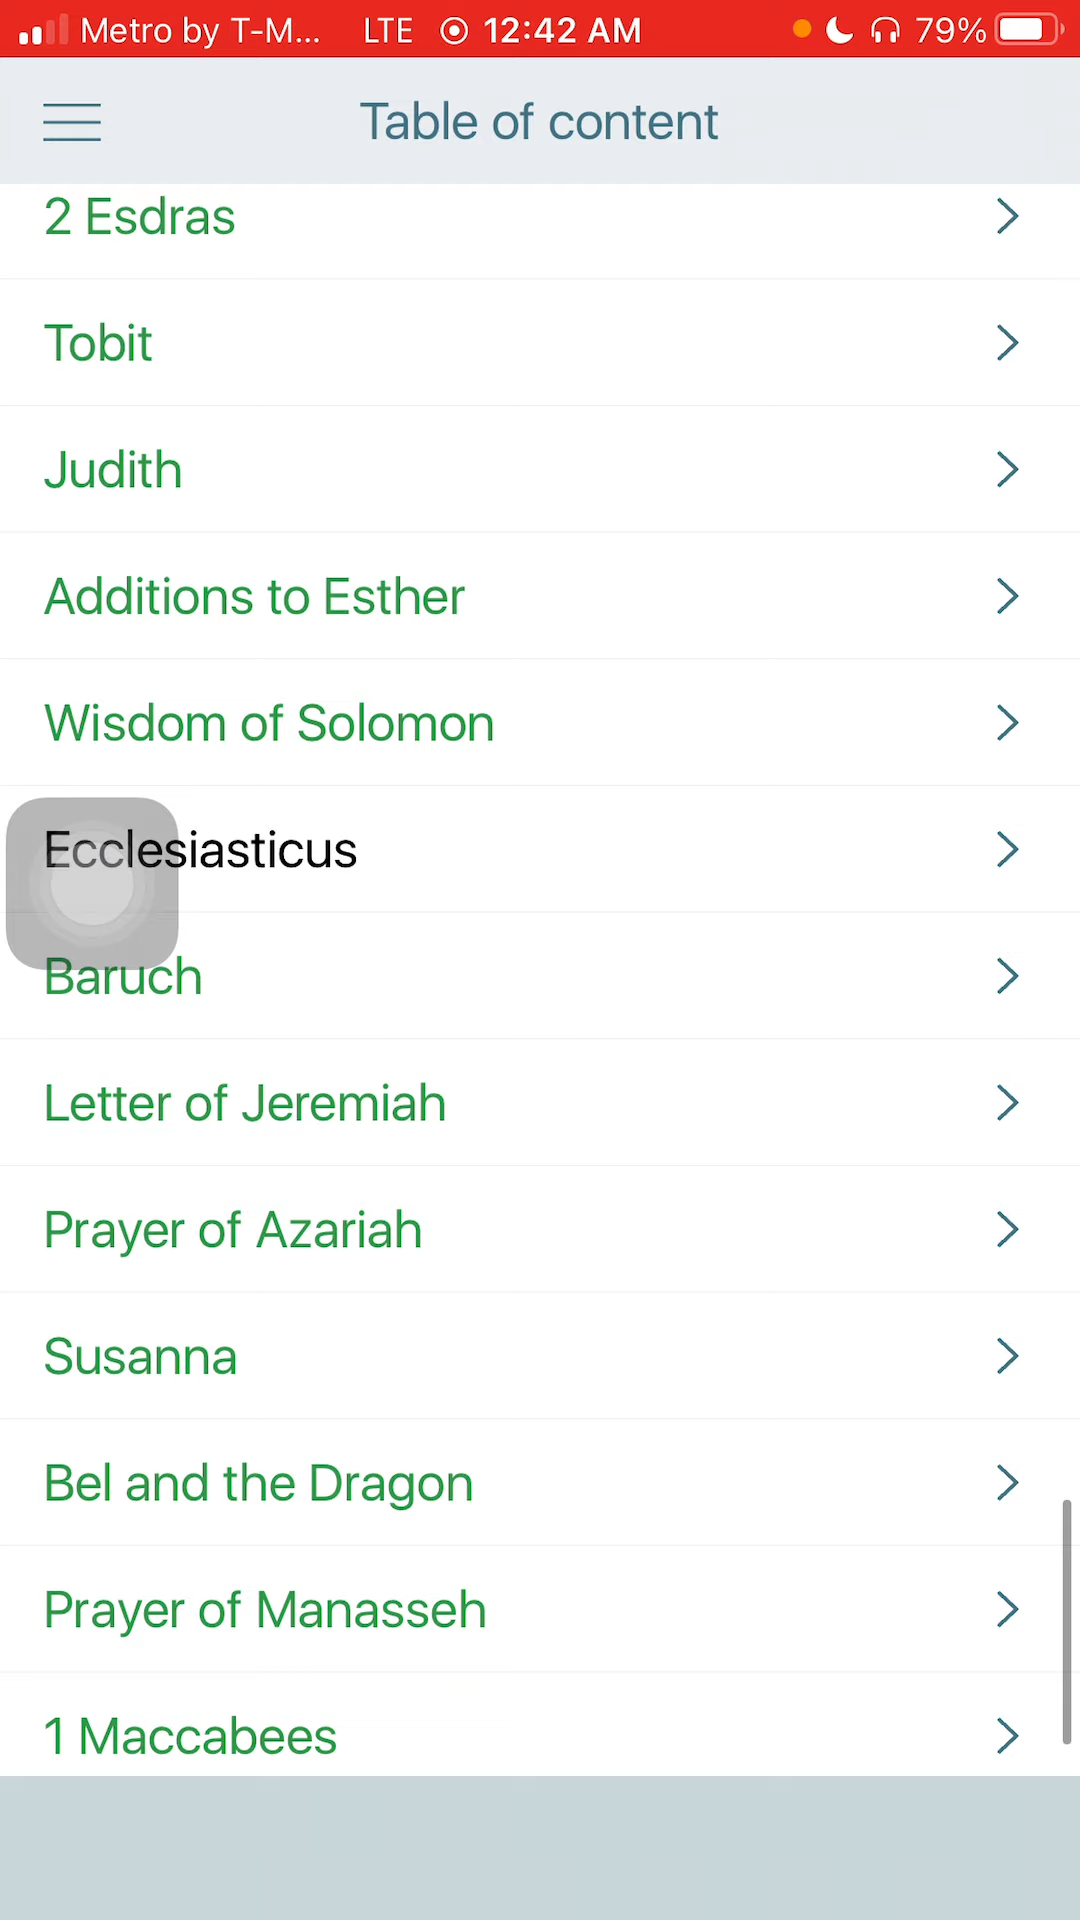 Metro by T-M... LTE 12:42 AM 79%
Table of content
2 Esdras
Tobit
Judith
Additions to Esther
Wisdom of Solomon
Ecclesiasticus
Baruch
Letter of Jeremiah
Prayer of Azariah
Susanna
Bel and the Dragon
Prayer of Manasseh
1 Maccabees